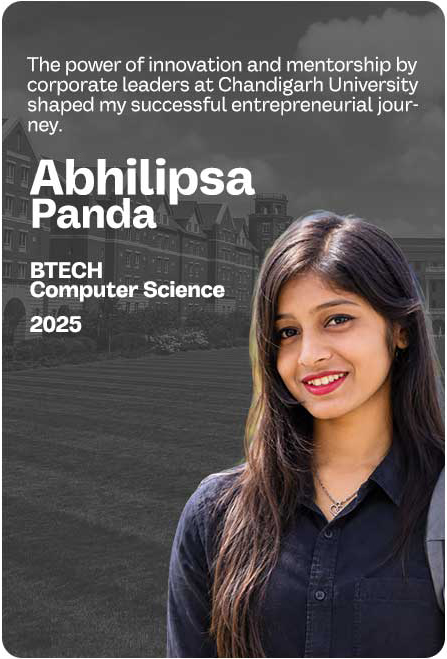 The power of innovation and mentorship by
corporate leaders at Chandigarh University
shaped my successful entrepreneurial jour-
ney.
Abhilipsa
Panda
BTECH
Computer Science
2025